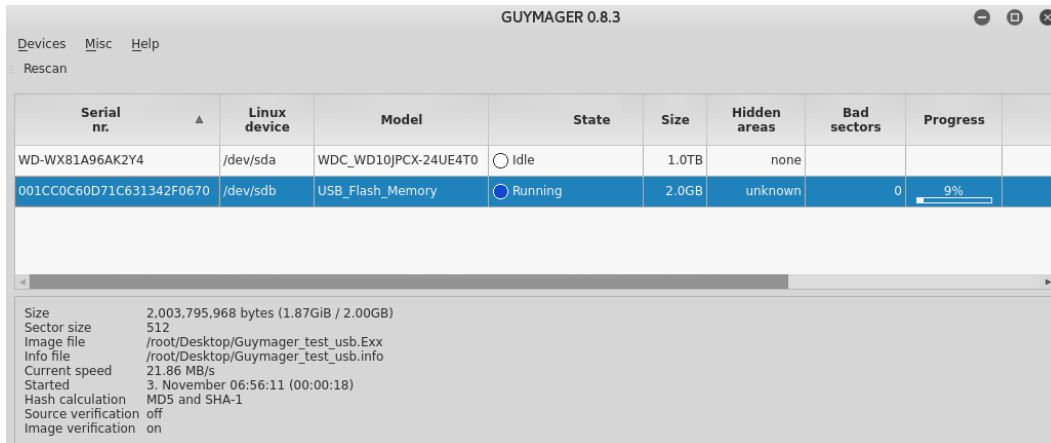 GUYMAGER 0.8.3
Devices Misc Help
Rescan
Serial nr. Linux device Model State Size Hidden areas Bad sectors Progress
WD-WX81A96AK2Y4 /dev/sda WDC_WD10JPCX-24UE4T0 Idle 1.0TB none
001CC0C60D71C631342F0670 /dev/sdb USB_Flash_Memory Running 2.0GB unknown 0 9%
Size 2,003,795,968 bytes (1.87GiB / 2.00GB)
Sector size 512
Image file /root/Desktop/Guymager_test_usb.Exx
Info file /root/Desktop/Guymager_test_usb.info
Current speed 21.86 MB/s
Started 3. November 06:56:11 (00:00:18)
Hash calculation MD5 and SHA-1
Source verification off
Image verification on